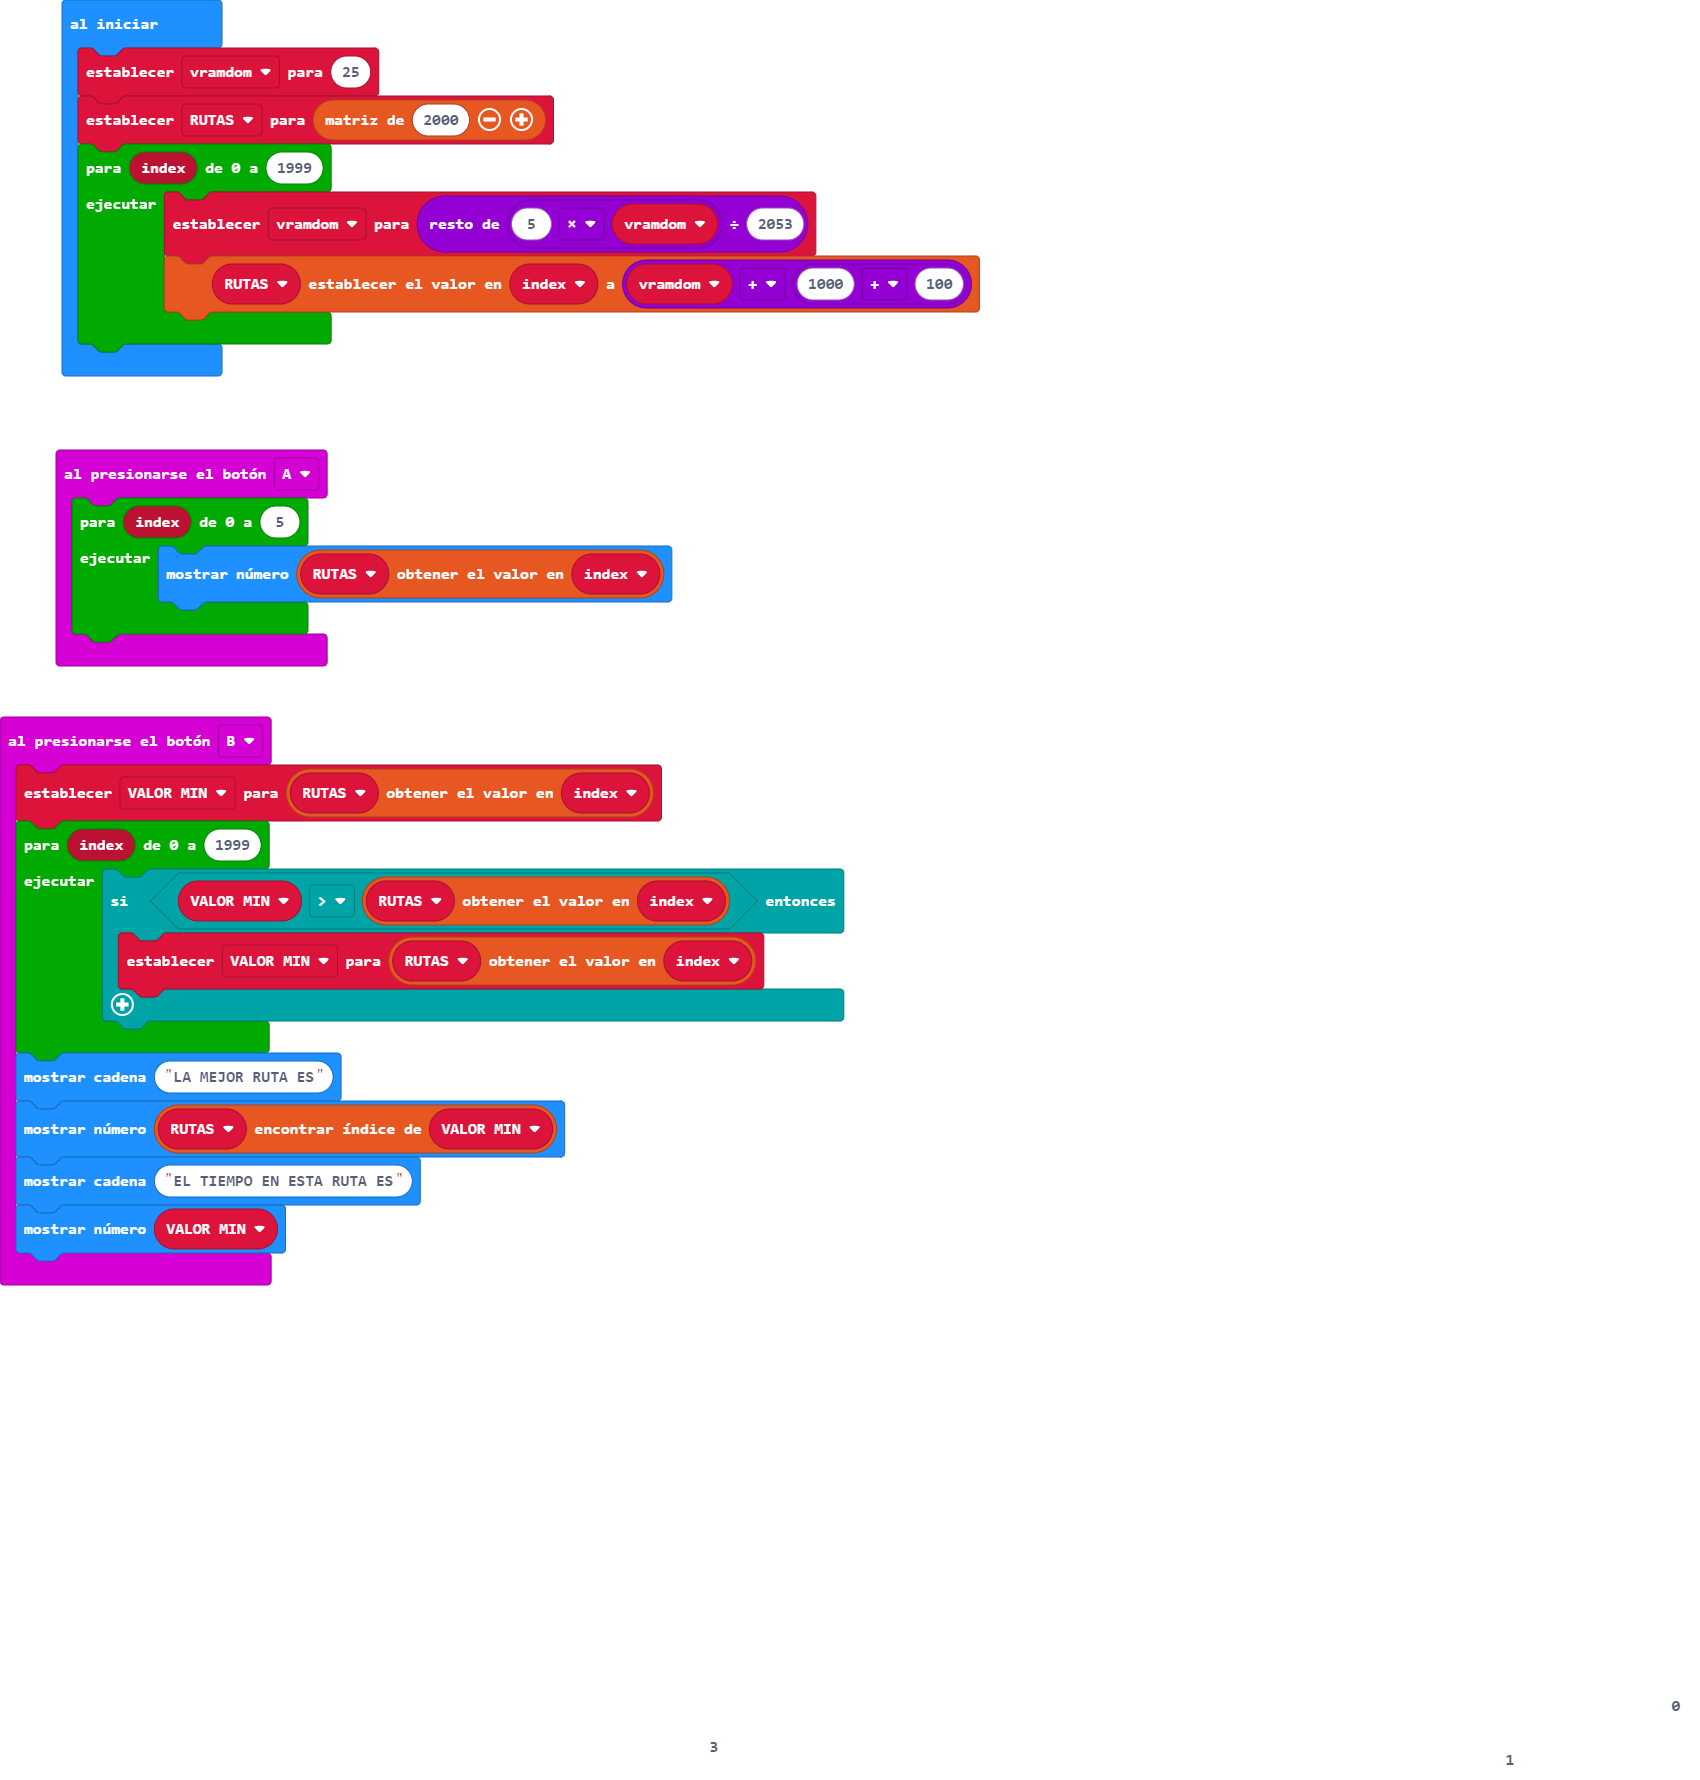 al iniciar
establecer vramdom para 25
establecer RUTAS para matriz de 2000
para index de 0 a 1999
ejecutar
establecer vramdom para resto de 5 × vramdom ÷ 2053
RUTAS establecer el valor en index a vramdom + 1000 + 100
al presionarse el botón A
para index de 0 a 5
ejecutar
mostrar número RUTAS obtener el valor en index
al presionarse el botón B
establecer VALOR MIN para RUTAS obtener el valor en index
para index de 0 a 1999
ejecutar
si VALOR MIN > RUTAS obtener el valor en index entonces
establecer VALOR MIN para RUTAS obtener el valor en index
mostrar cadena "LA MEJOR RUTA ES"
mostrar número RUTAS encontrar índice de VALOR MIN
mostrar cadena "EL TIEMPO EN ESTA RUTA ES"
mostrar número VALOR MIN
0
3
1